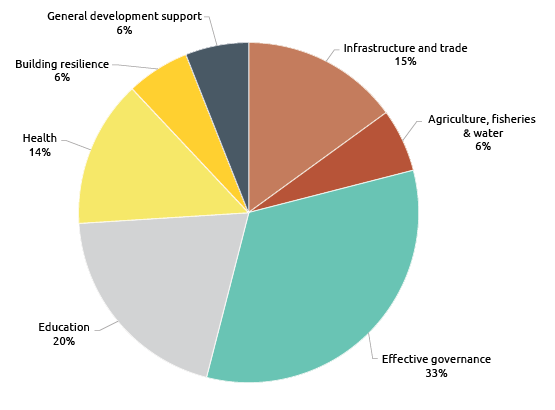 General development support
6%
Infrastructure and trade
15%
Building resilience
6%
Agriculture, fisheries
& water
6%
Health
14%
Education
20%
Effective governance
33%